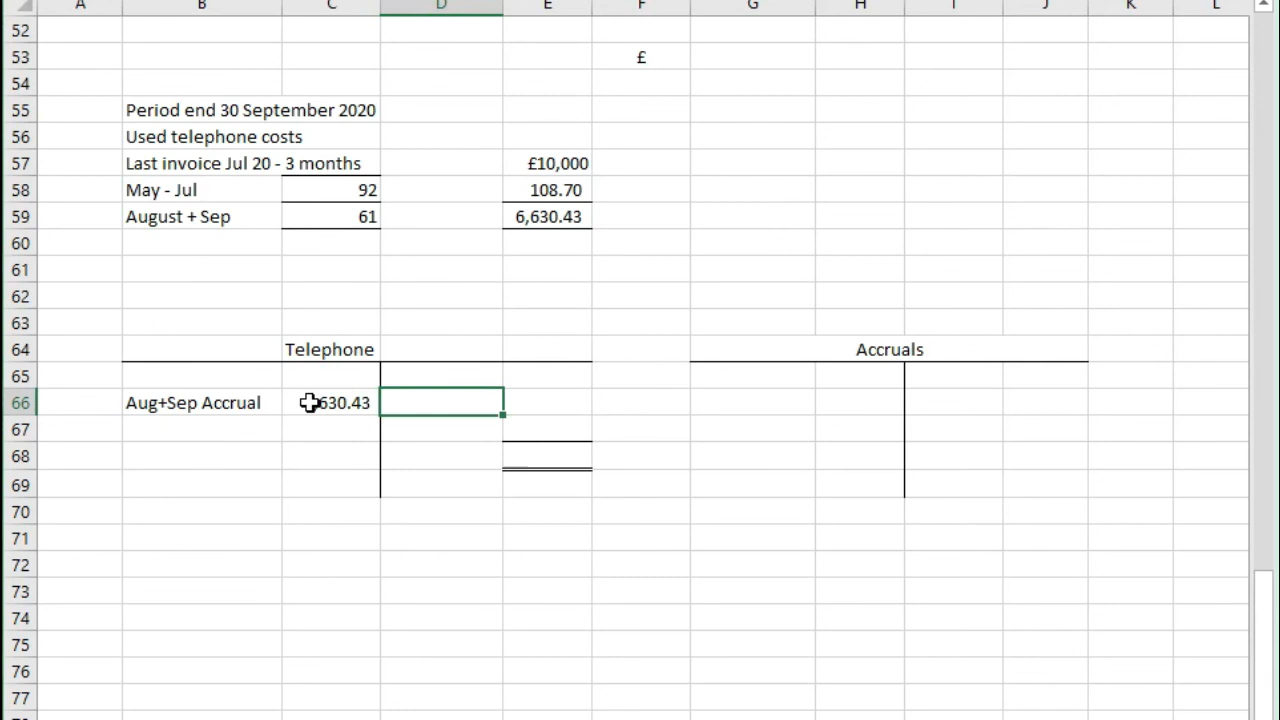 A B C D E F G H I J K L
52
53 £
54
55 Period end 30 September 2020
56 Used telephone costs
57 Last invoice Jul 20 - 3 months £10,000
58 May - Jul 92 108.70
59 August + Sep 61 6,630.43
60
61
62
63
64 Telephone Accruals
65
66 Aug+Sep Accrual 630.43
67
68
69
70
71
72
73
74
75
76
77